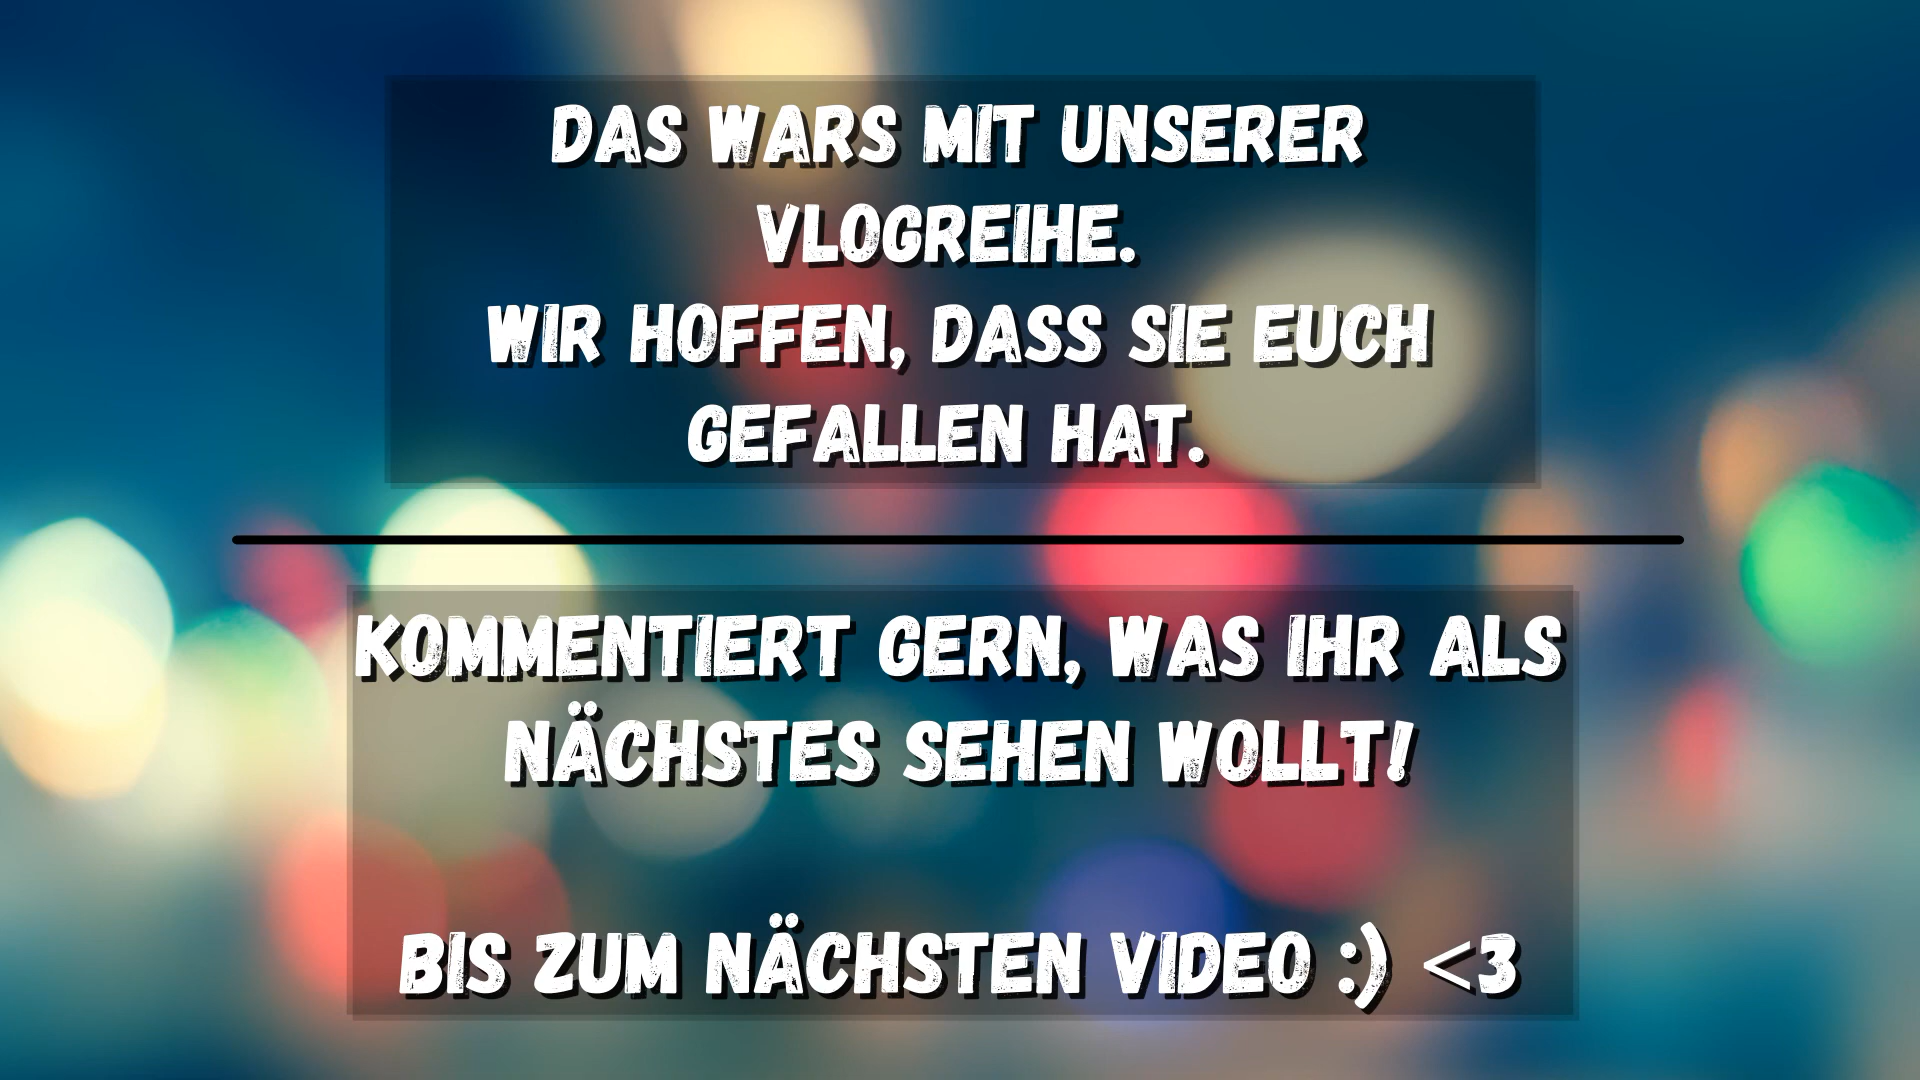 DAS WARS MIT UNSERER
VLOGREIHE.
WIR HOFFEN, DASS SIE EUCH
GEFALLEN HAT.
KOMMENTIERT GERN, WAS IHR ALS
NÄCHSTES SEHEN WOLLT!
BIS ZUM NÄCHSTEN VIDEO :) <3